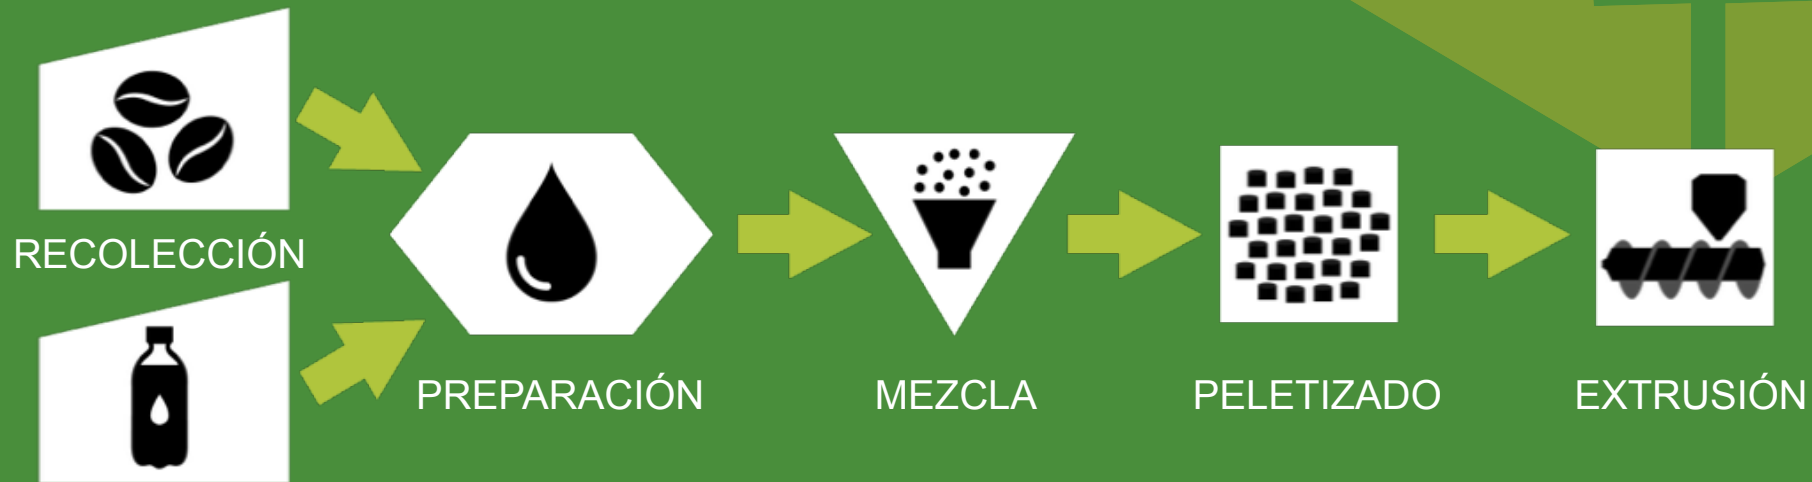 RECOLECCIÓN
PREPARACIÓN
MEZCLA
PELETIZADO
EXTRUSIÓN